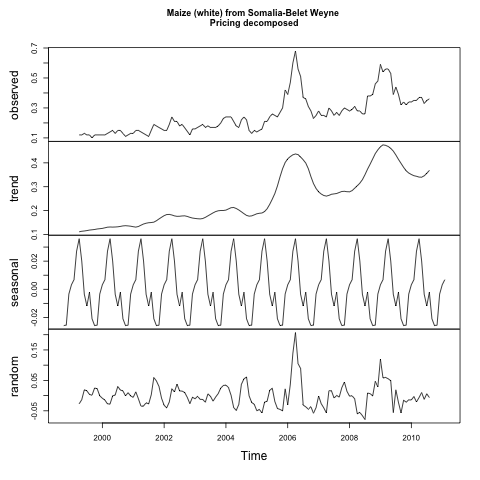 Maize (white) from Somalia-Belet Weyne
Pricing decomposed
observed
0.1 0.3 0.5 0.7
trend
0.1 0.2 0.3 0.4
seasonal
-0.02 0.00 0.02
random
-0.05 0.05 0.15
2000 2002 2004 2006 2008 2010
Time